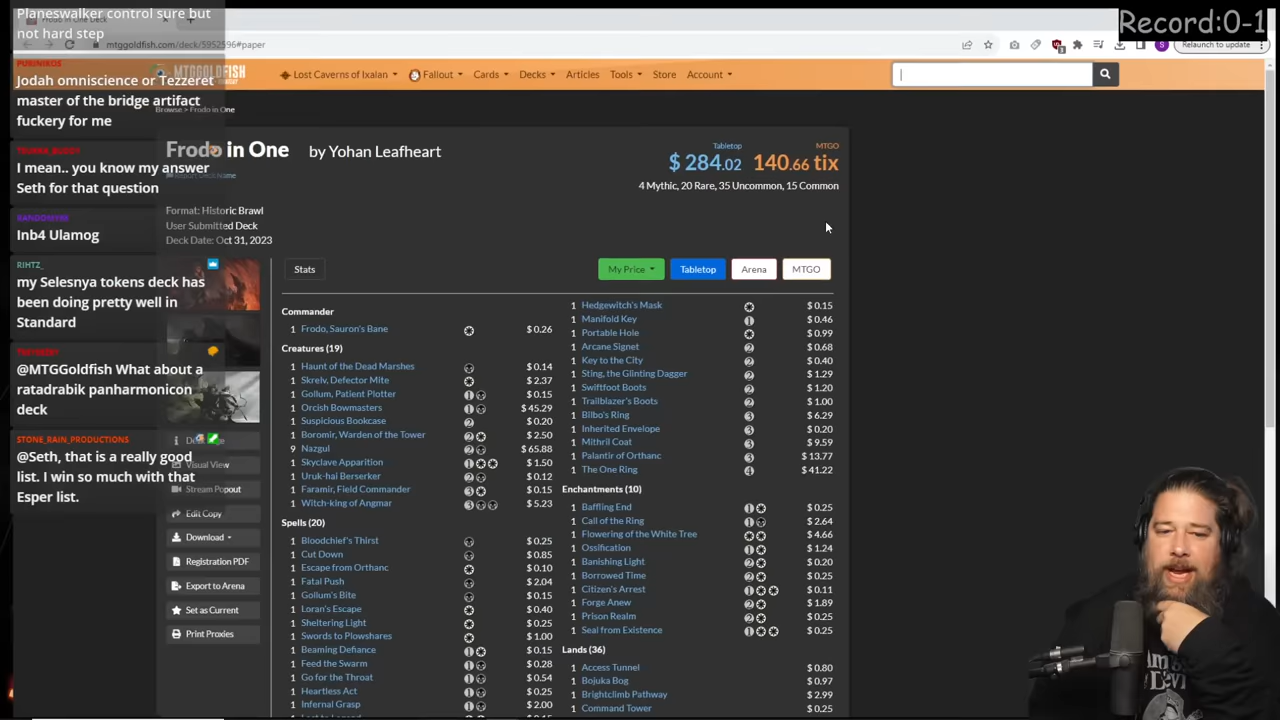 Planeswalker control sure but
not hard step
Record:0-1
mtggoldfish.com/deck/5952596#paper
Relaunch to update
Jodah omniscience or Tezzeret
master of the bridge artifact
fuckery for me
MTGGOLDFISH
Lost Caverns of Ixalan
Fallout
Cards
Decks
Articles
Tools
Store
Account
Browse > Frodo in One
Frodo in One by Yohan Leafheart
Tabletop
$ 284.02
MTGO
140.66 tix
4 Mythic, 20 Rare, 35 Uncommon, 15 Common
I mean.. you know my answer
Seth for that question
Inb4 Ulamog
RIHTZ_
my Selesnya tokens deck has
been doing pretty well in
Standard
@MTGGoldfish What about a
ratadrabik panharmonicon
deck
STONE_RAIN_PRODUCTIONS
@Seth, that is a really good
list. I win so much with that
Esper list.
Format: Historic Brawl
User Submitted Deck
Deck Date: Oct 31, 2023
Visual View
Stream Popout
Edit Copy
Download
Registration PDF
Export to Arena
Set as Current
Print Proxies
Stats
My Price
Tabletop
Arena
MTGO
Commander
1 Frodo, Sauron's Bane $ 0.26
Creatures (19)
1 Haunt of the Dead Marshes $ 0.14
1 Skrelv, Defector Mite $ 2.37
1 Gollum, Patient Plotter $ 0.15
1 Orcish Bowmasters $ 45.29
1 Suspicious Bookcase $ 0.20
1 Boromir, Warden of the Tower $ 2.50
9 Nazgul $ 65.88
1 Skyclave Apparition $ 1.50
1 Uruk-hai Berserker $ 0.12
1 Faramir, Field Commander $ 0.15
1 Witch-king of Angmar $ 5.23
Spells (20)
1 Bloodchief's Thirst $ 0.25
1 Cut Down $ 0.85
1 Escape from Orthanc $ 0.10
1 Fatal Push $ 2.04
1 Gollum's Bite $ 0.15
1 Loran's Escape $ 0.40
1 Sheltering Light $ 0.25
1 Swords to Plowshares $ 1.00
1 Beaming Defiance $ 0.15
1 Feed the Swarm $ 0.28
1 Go for the Throat $ 0.54
1 Heartless Act $ 0.25
1 Infernal Grasp $ 2.00
1 Hedgewitch's Mask $ 0.15
1 Manifold Key $ 0.46
1 Portable Hole $ 0.99
1 Arcane Signet $ 0.68
1 Key to the City $ 0.40
1 Sting, the Glinting Dagger $ 1.29
1 Swiftfoot Boots $ 1.20
1 Trailblazer's Boots $ 1.00
1 Bilbo's Ring $ 6.29
1 Inherited Envelope $ 0.20
1 Mithril Coat $ 9.59
1 Palantir of Orthanc $ 13.77
1 The One Ring $ 41.22
Enchantments (10)
1 Baffling End $ 0.25
1 Call of the Ring $ 2.64
1 Flowering of the White Tree $ 4.66
1 Ossification $ 1.24
1 Banishing Light $ 0.20
1 Borrowed Time $ 0.25
1 Citizen's Arrest $ 0.11
1 Forge Anew $ 1.89
1 Prison Realm $ 0.25
1 Seal from Existence $ 0.25
Lands (36)
1 Access Tunnel $ 0.80
1 Bojuka Bog $ 0.97
1 Brightclimb Pathway $ 2.99
1 Command Tower $ 0.25